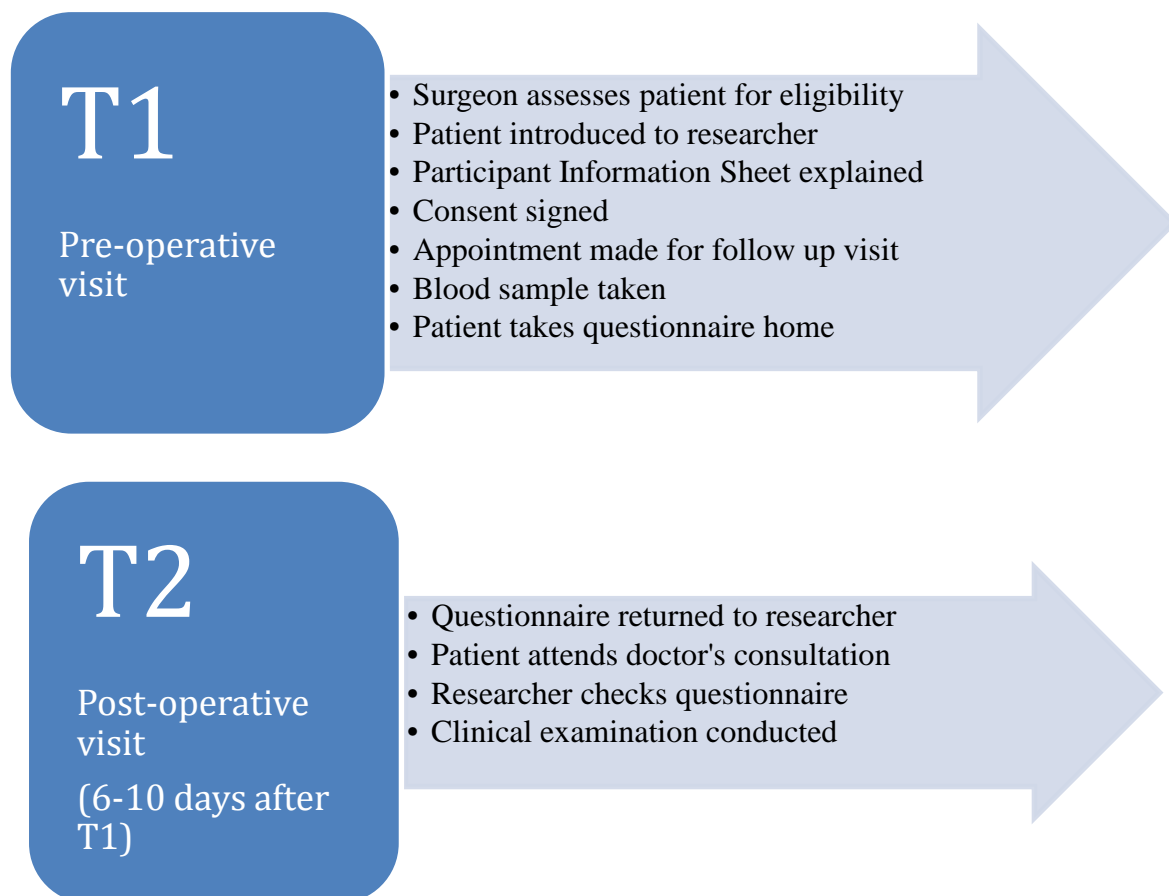 T1
Pre-operative
visit
• Surgeon assesses patient for eligibility
• Patient introduced to researcher
• Participant Information Sheet explained
• Consent signed
• Appointment made for follow up visit
• Blood sample taken
• Patient takes questionnaire home
T2
Post-operative
visit
(6-10 days after
T1)
• Questionnaire returned to researcher
• Patient attends doctor's consultation
• Researcher checks questionnaire
• Clinical examination conducted